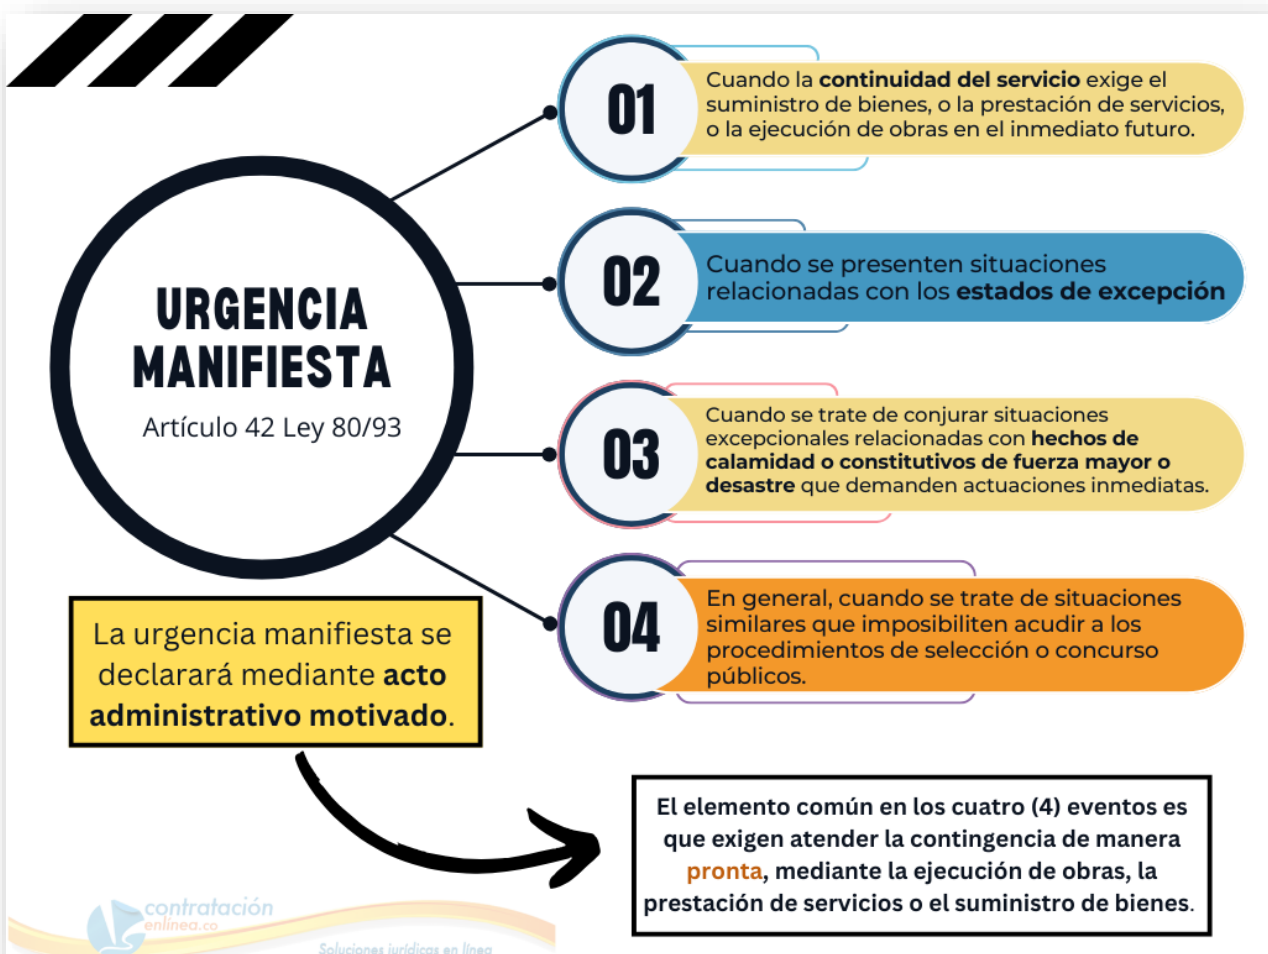 URGENCIA
MANIFIESTA
Artículo 42 Ley 80/93
01
Cuando la continuidad del servicio exige el
suministro de bienes, o la prestación de servicios,
o la ejecución de obras en el inmediato futuro.
02
Cuando se presenten situaciones
relacionadas con los estados de excepción
03
Cuando se trate de conjurar situaciones
excepcionales relacionadas con hechos de
calamidad o constitutivos de fuerza mayor o
desastre que demanden actuaciones inmediatas.
04
En general, cuando se trate de situaciones
similares que imposibiliten acudir a los
procedimientos de selección o concurso
públicos.
La urgencia manifiesta se
declarará mediante acto
administrativo motivado.
El elemento común en los cuatro (4) eventos es
que exigen atender la contingencia de manera
pronta, mediante la ejecución de obras, la
prestación de servicios o el suministro de bienes.
contratación
enlínea.co
Soluciones jurídicas en línea